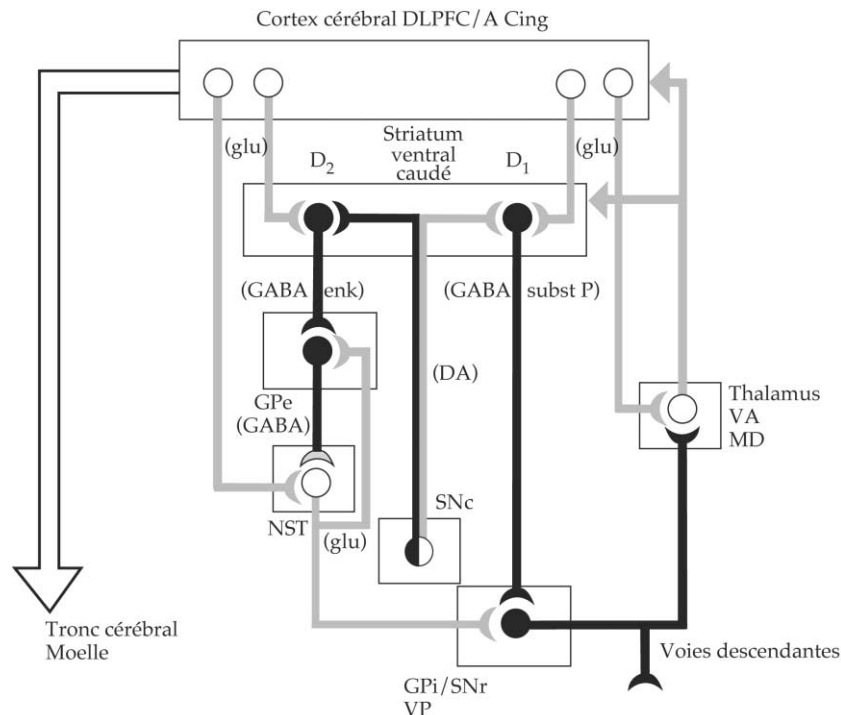 Cortex cérébral DLPFC/A Cing
(glu)
D2
Striatum
ventral
caudé
D1
(glu)
(GABA enk)
(GABA subst P)
(DA)
GPe
(GABA)
Thalamus
VA
MD
SNc
NST
(glu)
Tronc cérébral
Moelle
Voies descendantes
GPi/SNr
VP